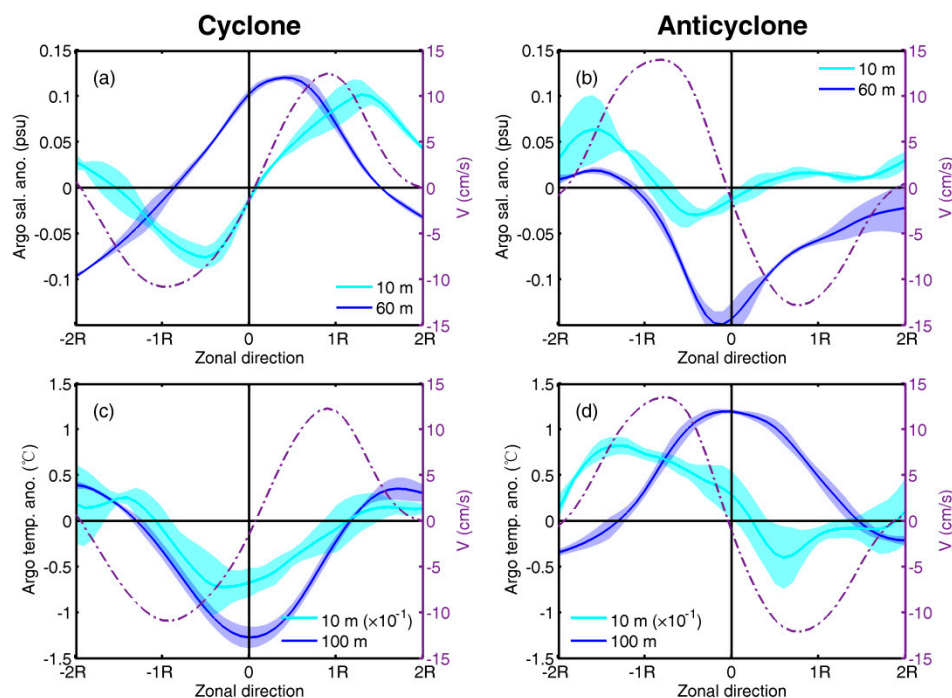 Cyclone
Anticyclone
0.15
0.1
0.05
0
-0.05
-0.1
Argo sal. ano. (psu)
(a)
10 m
60 m
15
10
5
0
-5
-10
-15
V (cm/s)
-2R -1R 0 1R 2R
Zonal direction
0.15
0.1
0.05
0
-0.05
-0.1
Argo sal. ano. (psu)
(b)
10 m
60 m
15
10
5
0
-5
-10
-15
V (cm/s)
-2R -1R 0 1R 2R
Zonal direction
1.5
1
0.5
0
-0.5
-1
-1.5
Argo temp. ano. (℃)
(c)
10 m (×10⁻¹)
100 m
15
10
5
0
-5
-10
-15
V (cm/s)
-2R -1R 0 1R 2R
Zonal direction
1.5
1
0.5
0
-0.5
-1
-1.5
Argo temp. ano. (℃)
(d)
10 m (×10⁻¹)
100 m
15
10
5
0
-5
-10
-15
V (cm/s)
-2R -1R 0 1R 2R
Zonal direction